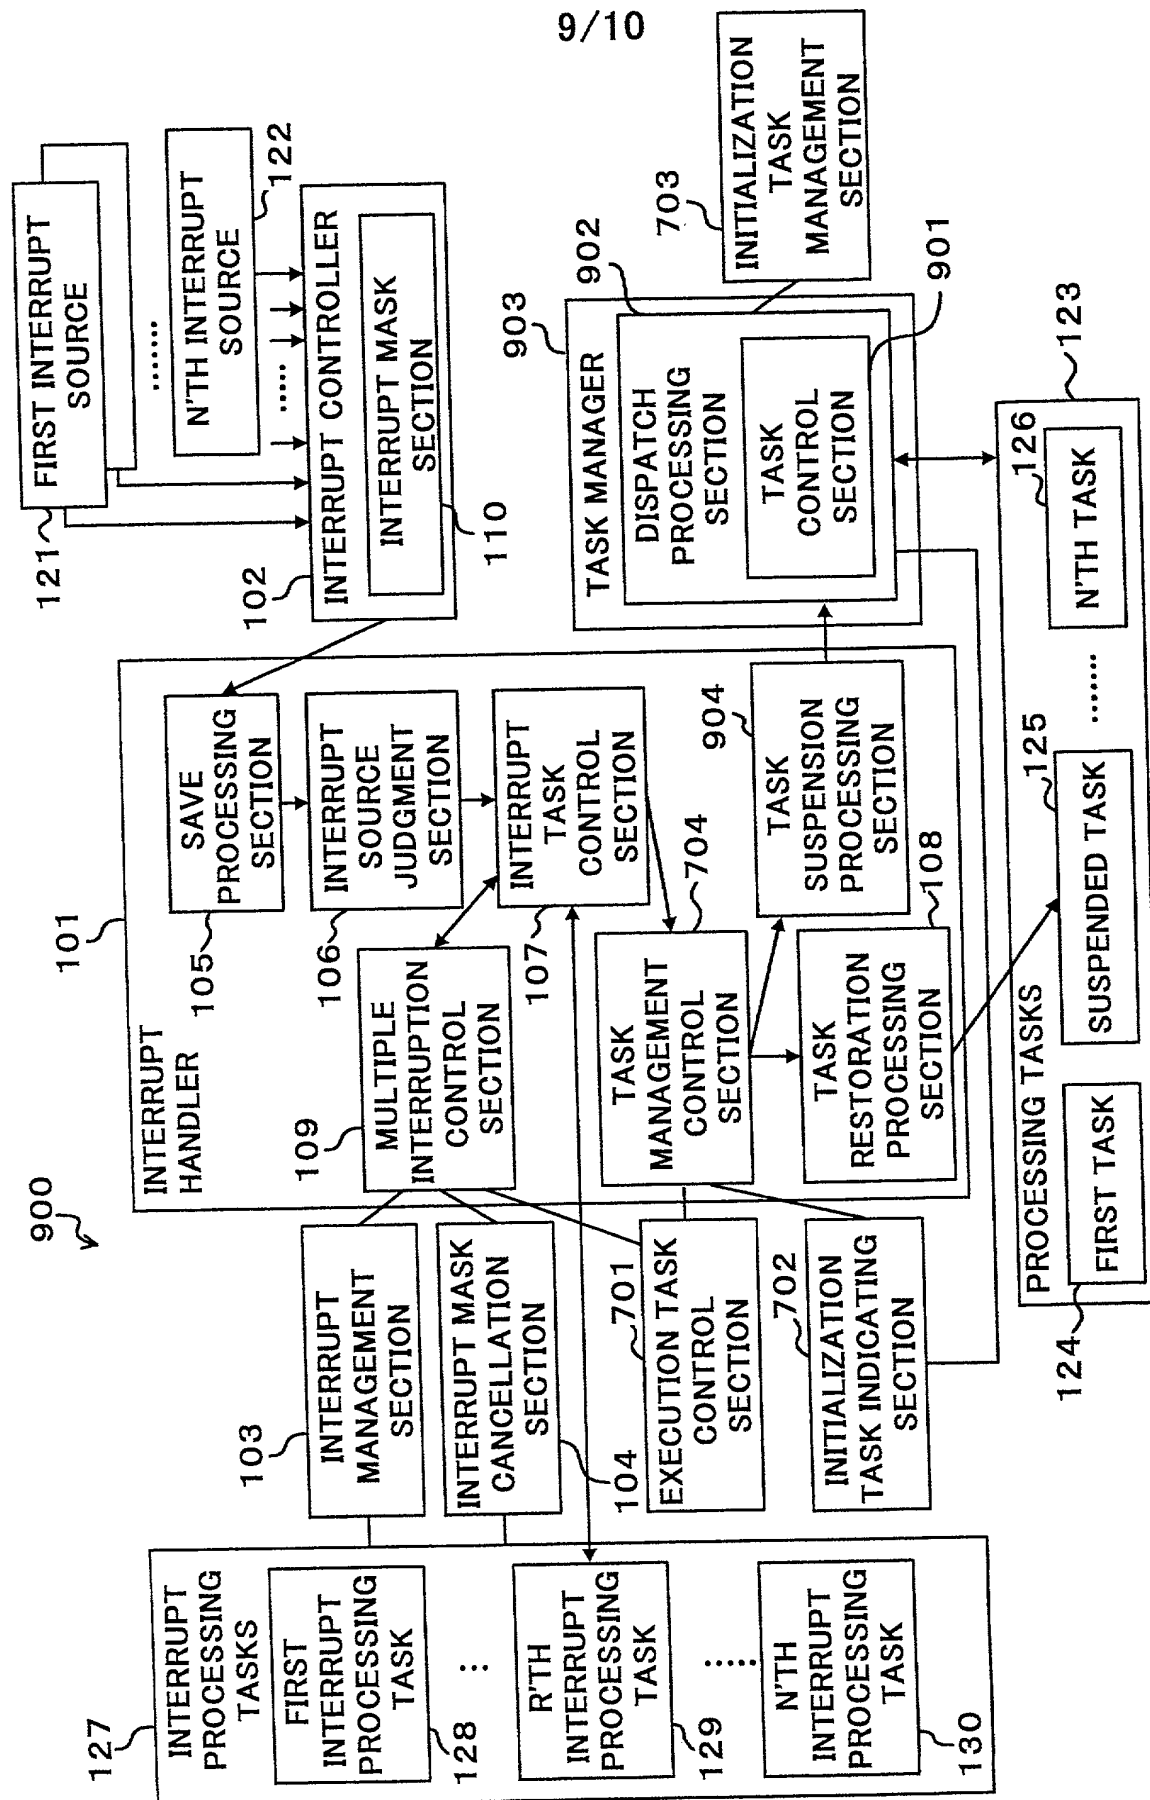 9/10
900
FIRST INTERRUPT
SOURCE
121
.......
N'TH INTERRUPT
SOURCE
122
.....
102
INTERRUPT CONTROLLER
INTERRUPT MASK
SECTION
110
101
INTERRUPT
HANDLER
SAVE
PROCESSING
SECTION
105
INTERRUPT
SOURCE
JUDGMENT
SECTION
106
INTERRUPT
TASK
CONTROL
SECTION
107
109
MULTIPLE
INTERRUPTION
CONTROL
SECTION
TASK
MANAGEMENT
CONTROL
SECTION
704
904
TASK
SUSPENSION
PROCESSING
SECTION
TASK
RESTORATION
PROCESSING
SECTION
108
903
TASK MANAGER
902
DISPATCH
PROCESSING
SECTION
TASK
CONTROL
SECTION
901
703
INITIALIZATION
TASK
MANAGEMENT
SECTION
103
INTERRUPT
MANAGEMENT
SECTION
INTERRUPT MASK
CANCELLATION
SECTION
104
701
EXECUTION TASK
CONTROL
SECTION
702
INITIALIZATION
TASK INDICATING
SECTION
123
PROCESSING TASKS
124
FIRST TASK
125
SUSPENDED TASK
.......
126
N'TH TASK
127
INTERRUPT
PROCESSING
TASKS
FIRST
INTERRUPT
PROCESSING
TASK
128
...
R'TH
INTERRUPT
PROCESSING
TASK
129
......
N'TH
INTERRUPT
PROCESSING
TASK
130